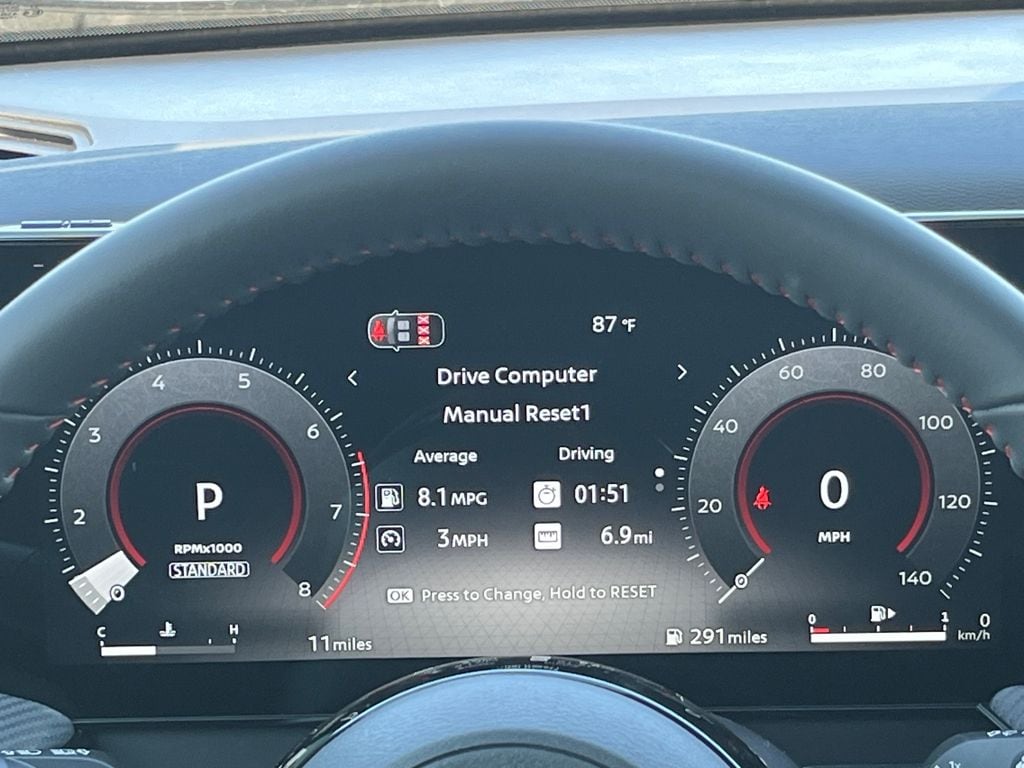 87 °F
< Drive Computer >
Manual Reset1
Average Driving
8.1 MPG 01:51
3 MPH 6.9 mi
OK Press to Change, Hold to RESET
0 2 3 4 5 6 7 8
P
RPMx1000
STANDARD
C H
11 miles
0 20 40 60 80 100 120 140
0
MPH
291 miles
0 1
0
km/h